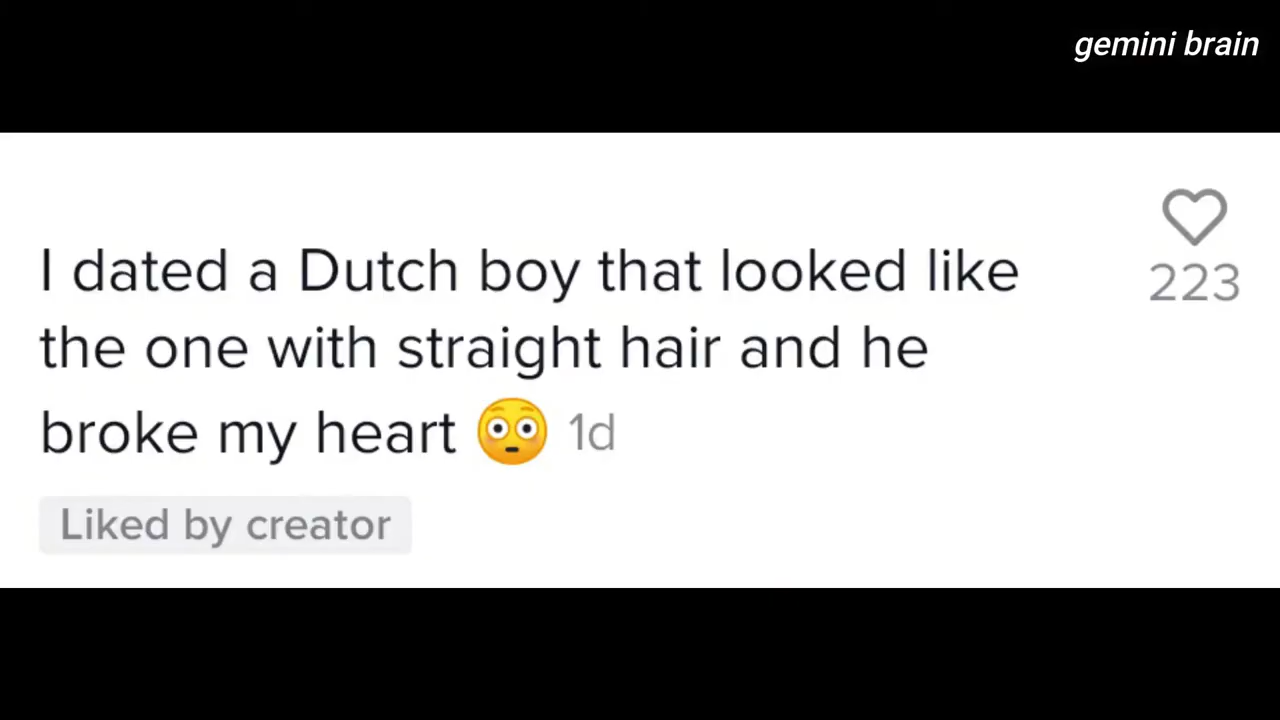 gemini brain
I dated a Dutch boy that looked like
the one with straight hair and he
broke my heart 😳 1d
223
Liked by creator